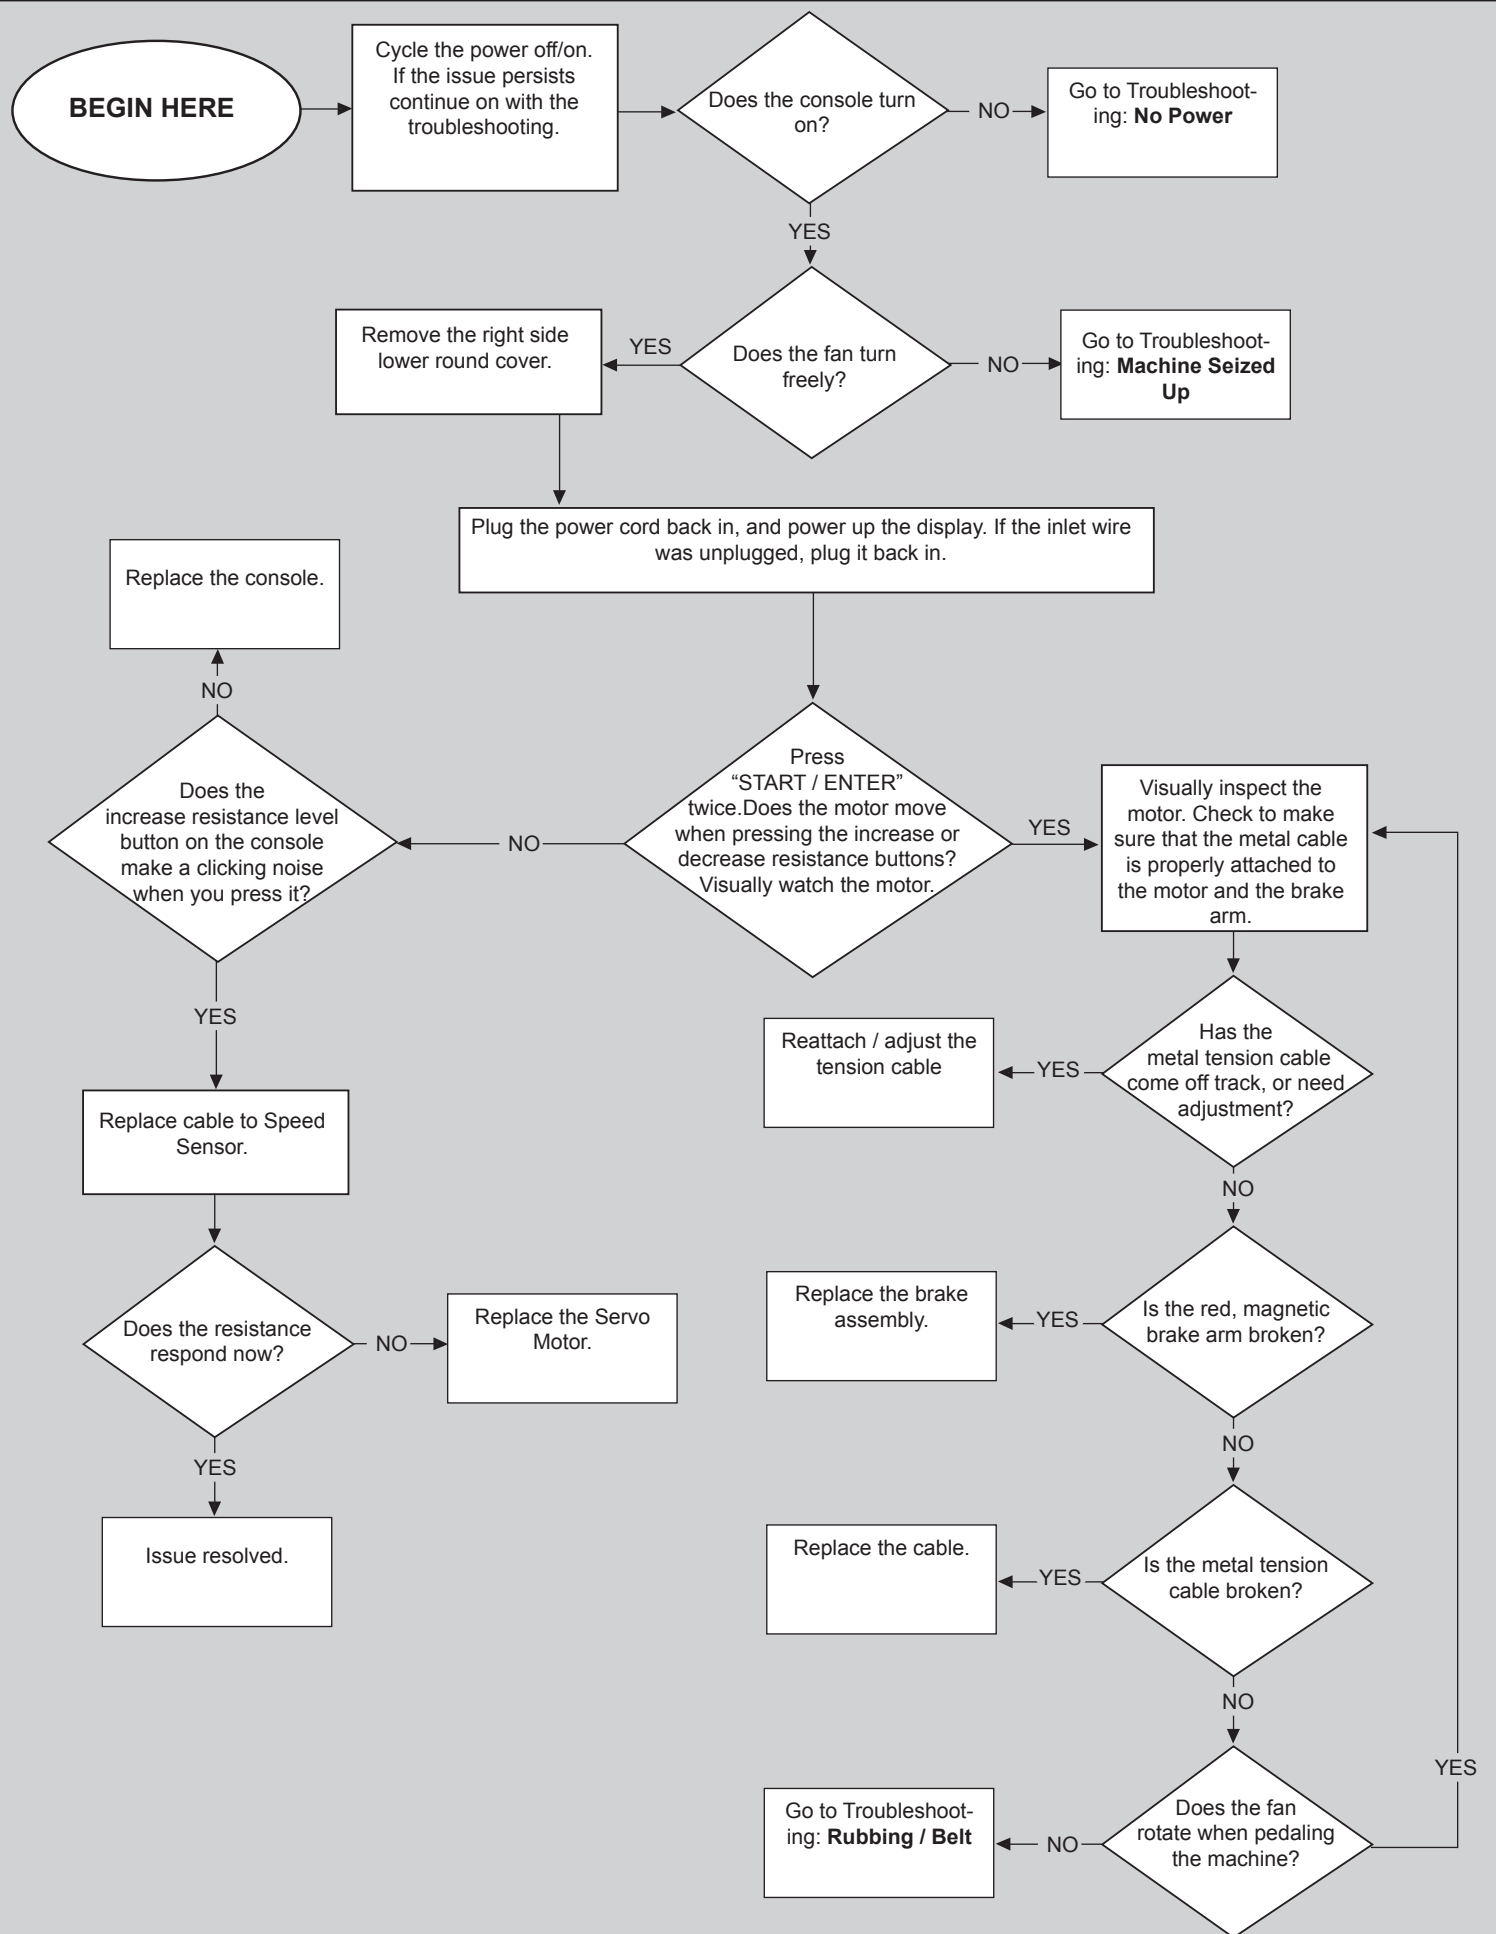 BEGIN HERE
Cycle the power off/on.
If the issue persists
continue on with the
troubleshooting.
Does the console turn
on?
NO
Go to Troubleshoot-
ing: No Power
YES
Does the fan turn
freely?
NO
Go to Troubleshoot-
ing: Machine Seized
Up
YES
Remove the right side
lower round cover.
Plug the power cord back in, and power up the display. If the inlet wire
was unplugged, plug it back in.
Press
“START / ENTER”
twice.Does the motor move
when pressing the increase or
decrease resistance buttons?
Visually watch the motor.
NO
Does the
increase resistance level
button on the console
make a clicking noise
when you press it?
NO
Replace the console.
YES
Replace cable to Speed
Sensor.
Does the resistance
respond now?
NO
Replace the Servo
Motor.
YES
Issue resolved.
YES
Visually inspect the
motor. Check to make
sure that the metal cable
is properly attached to
the motor and the brake
arm.
Has the
metal tension cable
come off track, or need
adjustment?
YES
Reattach / adjust the
tension cable
NO
Is the red, magnetic
brake arm broken?
YES
Replace the brake
assembly.
NO
Is the metal tension
cable broken?
YES
Replace the cable.
NO
Does the fan
rotate when pedaling
the machine?
NO
Go to Troubleshoot-
ing: Rubbing / Belt
YES